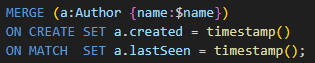 MERGE (a:Author {name:$name})
ON CREATE SET a.created = timestamp()
ON MATCH  SET a.lastSeen = timestamp();